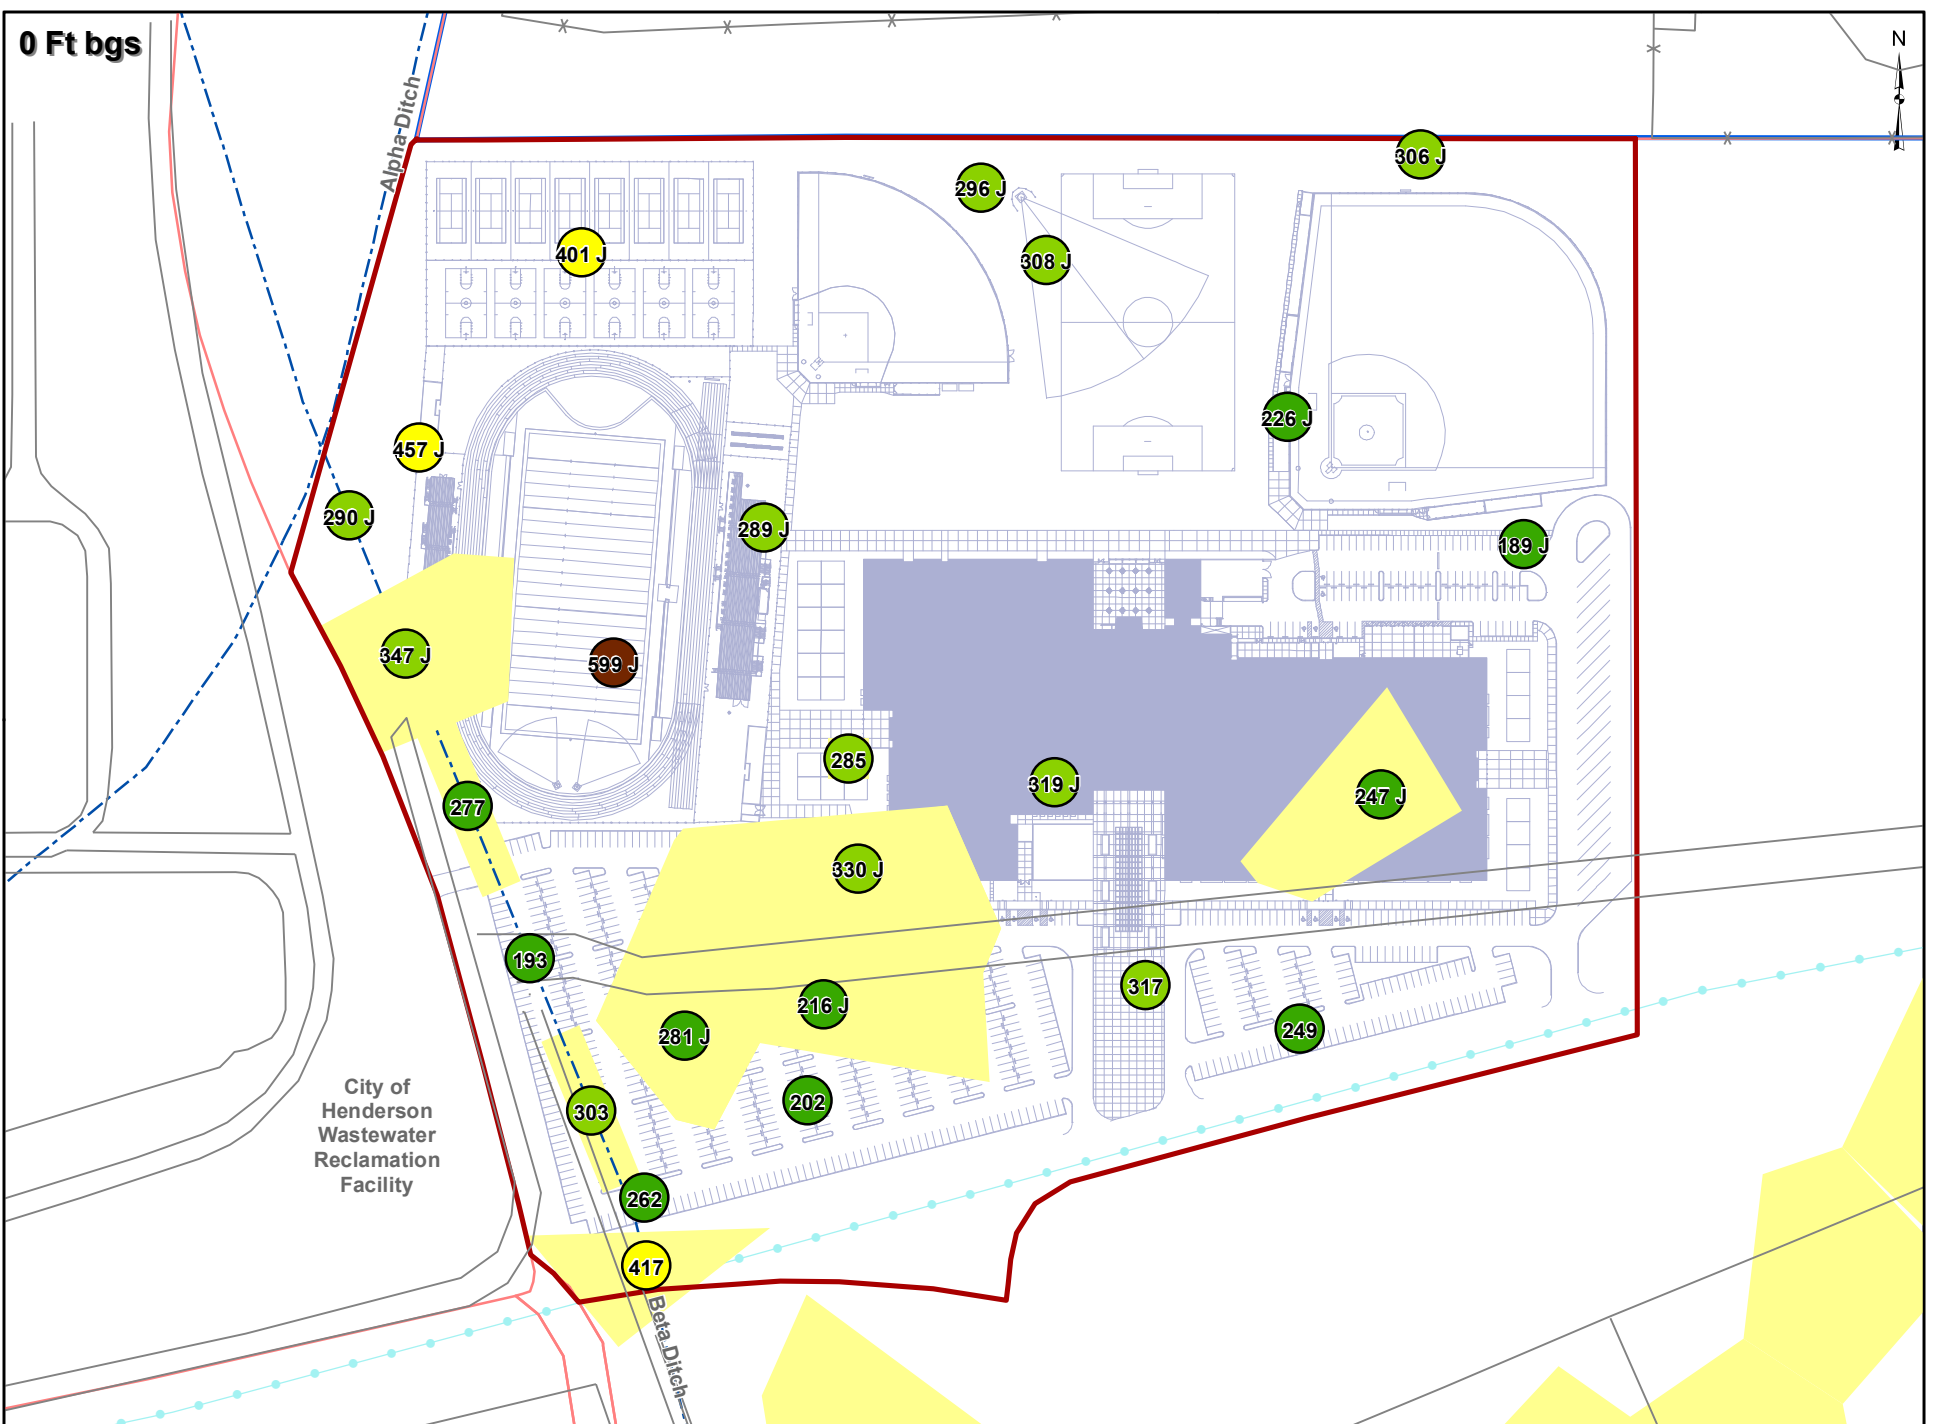 0 Ft bgs
N
Alpha Ditch
306 J
296 J
401 J
308 J
226 J
457 J
290 J
289 J
189 J
347 J
599 J
285
319 J
247 J
277
330 J
193
317
216 J
249
281 J
202
303
City of
Henderson
Wastewater
Reclamation
Facility
262
417
Beta Ditch